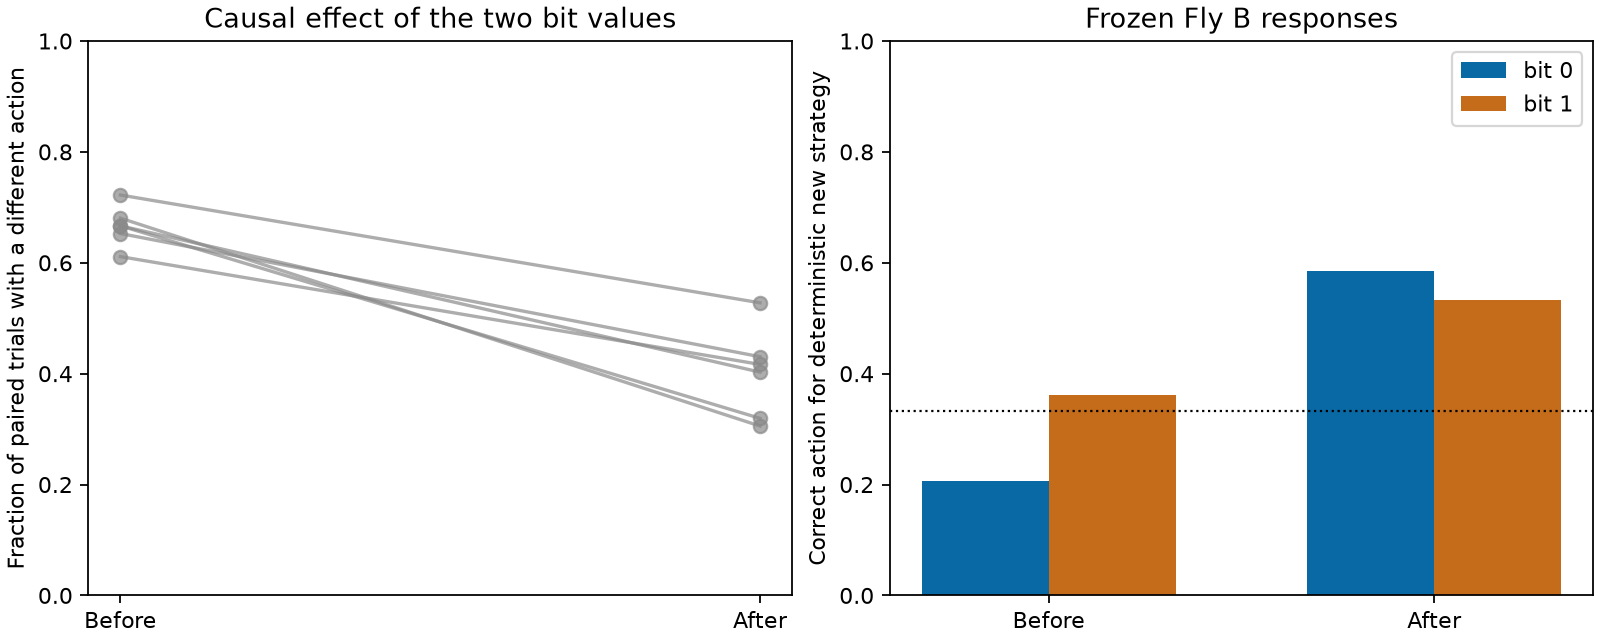 Causal effect of the two bit values
Fraction of paired trials with a different action
1.0
0.8
0.6
0.4
0.2
0.0
Before
After
Frozen Fly B responses
Correct action for deterministic new strategy
1.0
0.8
0.6
0.4
0.2
0.0
bit 0
bit 1
Before
After